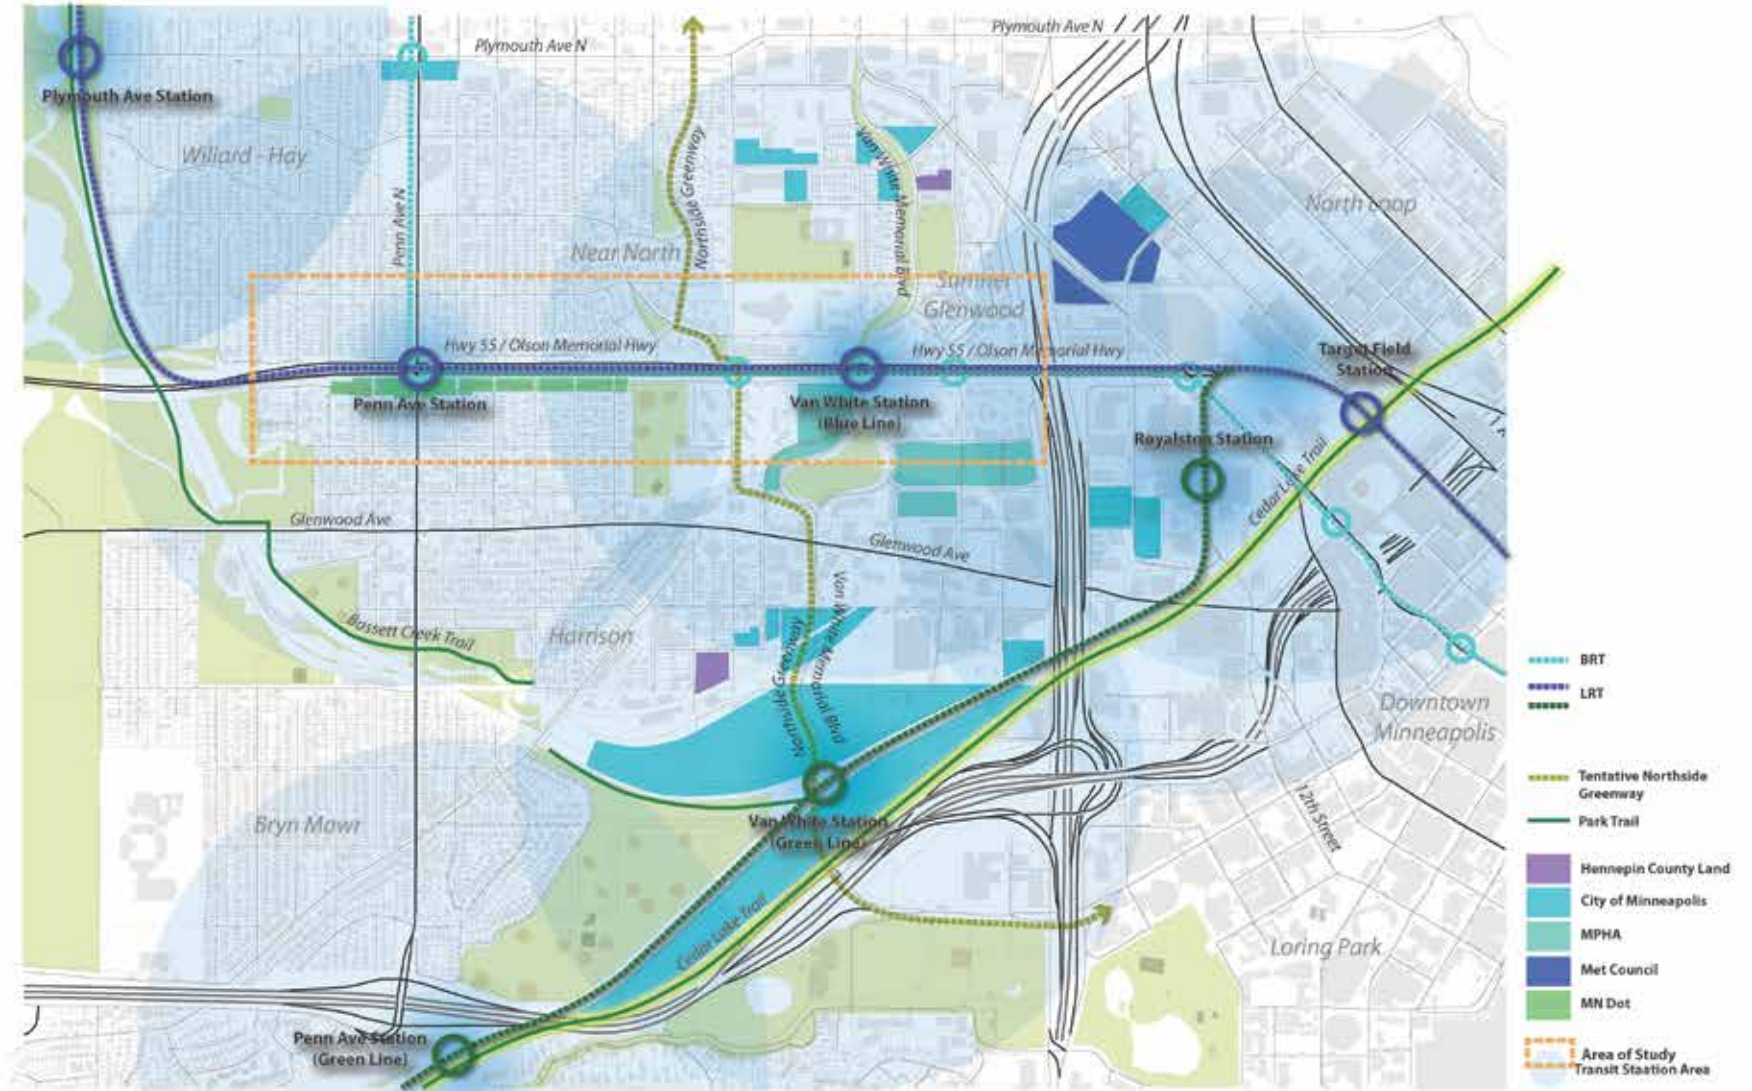 Plymouth Ave N
Plymouth Ave N
Plymouth Ave Station
Willard - Hay
Penn Ave N
Near North
Northside Greenway
Van White Memorial Blvd
Sumner
Glenwood
North Loop
Hwy 55 / Olson Memorial Hwy
Hwy 55 / Olson Memorial Hwy
Target Field
Station
Penn Ave Station
Van White Station
(Blue Line)
Royalston Station
Cedar Lake Trail
Glenwood Ave
Glenwood Ave
Bassett Creek Trail
Harrison
Northside Greenway
Van White Memorial Blvd
Downtown
Minneapolis
12th Street
Bryn Mawr
Van White Station
(Green Line)
Cedar Lake Trail
Loring Park
Penn Ave Station
(Green Line)
BRT
LRT
Tentative Northside
Greenway
Park Trail
Hennepin County Land
City of Minneapolis
MPHA
Met Council
MN Dot
Area of Study
Transit Staation Area